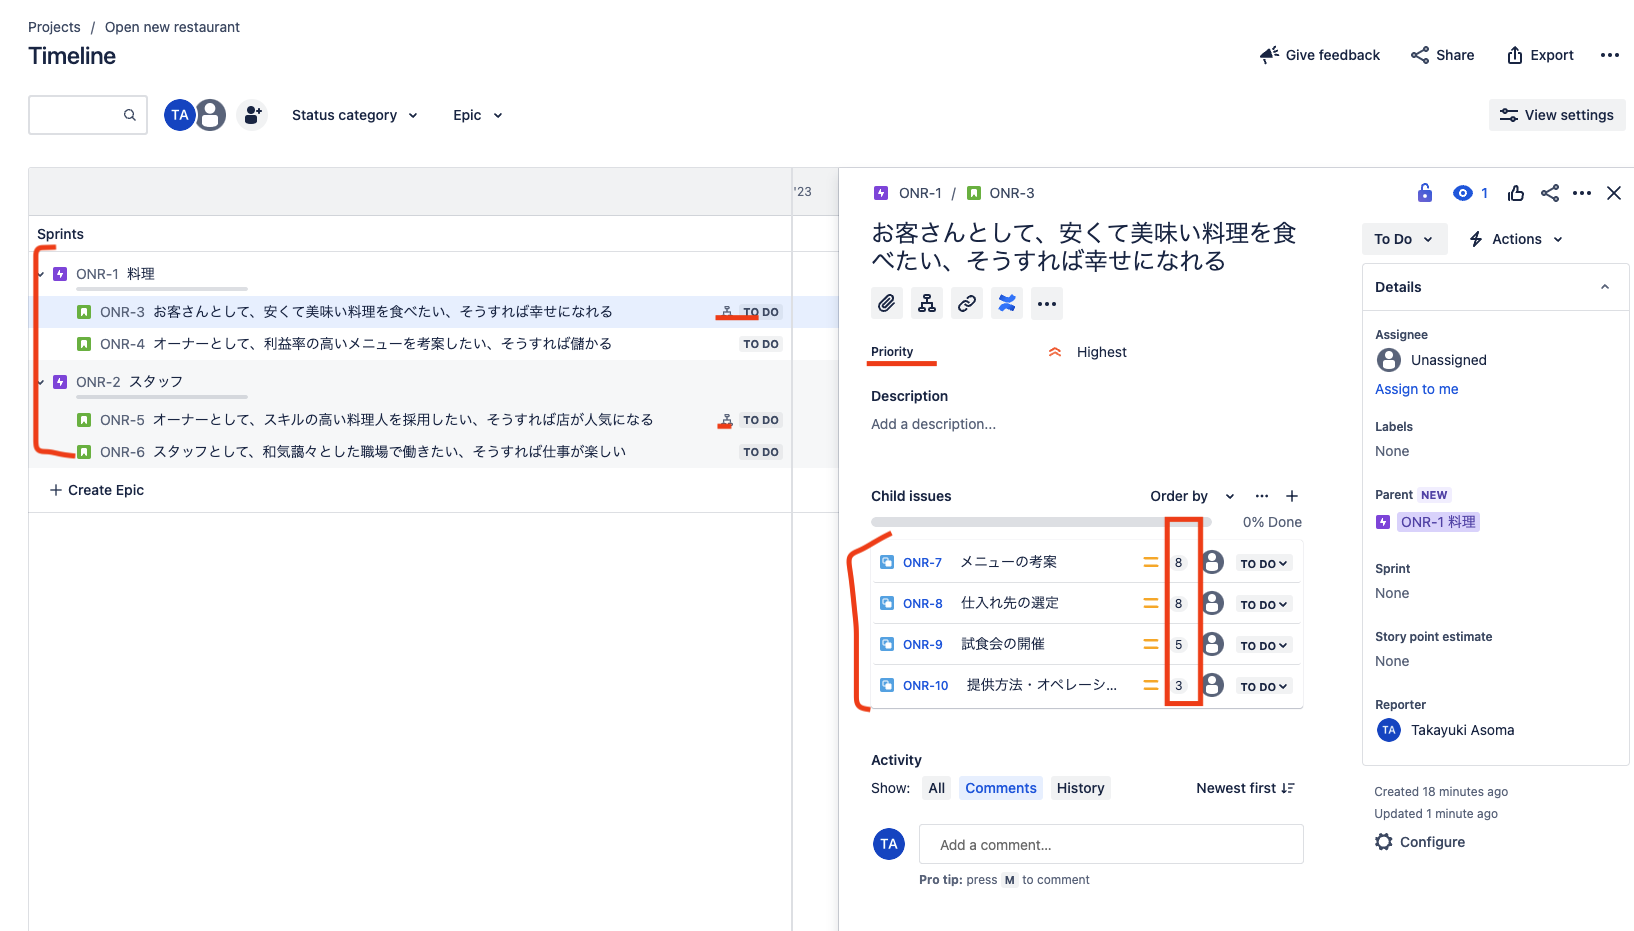 Projects / Open new restaurant
Timeline
Give feedback
Share
Export
TA
Status category
Epic
View settings
'23
Sprints
ONR-1 料理
ONR-3 お客さんとして、安くて美味い料理を食べたい、そうすれば幸せになれる TO DO
ONR-4 オーナーとして、利益率の高いメニューを考案したい、そうすれば儲かる TO DO
ONR-2 スタッフ
ONR-5 オーナーとして、スキルの高い料理人を採用したい、そうすれば店が人気になる TO DO
ONR-6 スタッフとして、和気藹々とした職場で働きたい、そうすれば仕事が楽しい TO DO
+ Create Epic
ONR-1 / ONR-3
1
お客さんとして、安くて美味い料理を食
べたい、そうすれば幸せになれる
Priority
Highest
Description
Add a description...
Child issues
Order by
0% Done
ONR-7 メニューの考案 8 TO DO
ONR-8 仕入れ先の選定 8 TO DO
ONR-9 試食会の開催 5 TO DO
ONR-10 提供方法・オペレーシ... 3 TO DO
Activity
Show: All Comments History
Newest first
TA
Add a comment...
Pro tip: press M to comment
To Do
Actions
Details
Assignee
Unassigned
Assign to me
Labels
None
Parent NEW
ONR-1 料理
Sprint
None
Story point estimate
None
Reporter
TA Takayuki Asoma
Created 18 minutes ago
Updated 1 minute ago
Configure